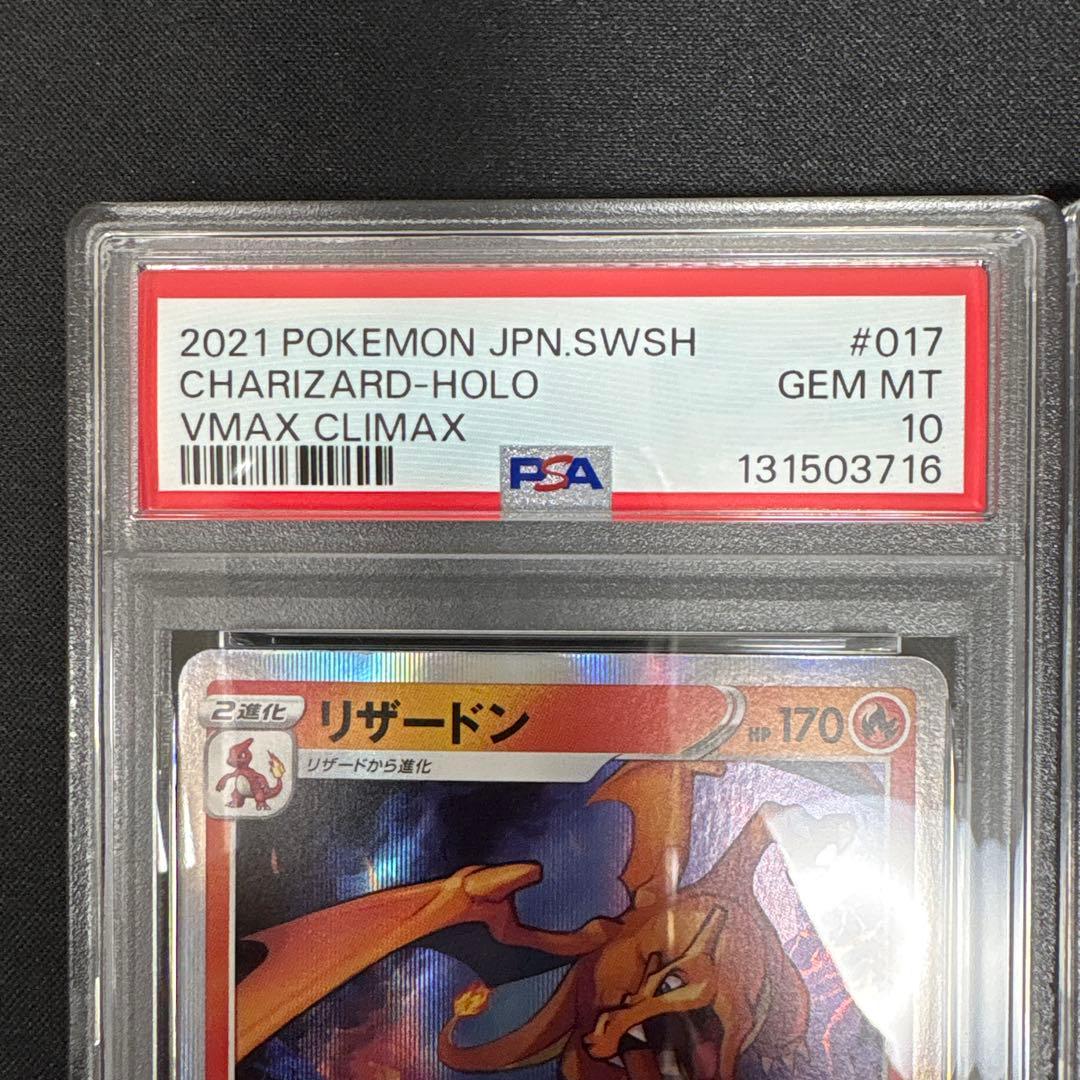 2021 POKEMON JPN.SWSH #017
CHARIZARD-HOLO GEM MT
VMAX CLIMAX 10
PSA 131503716
2進化 リザードン HP 170
リザードから進化